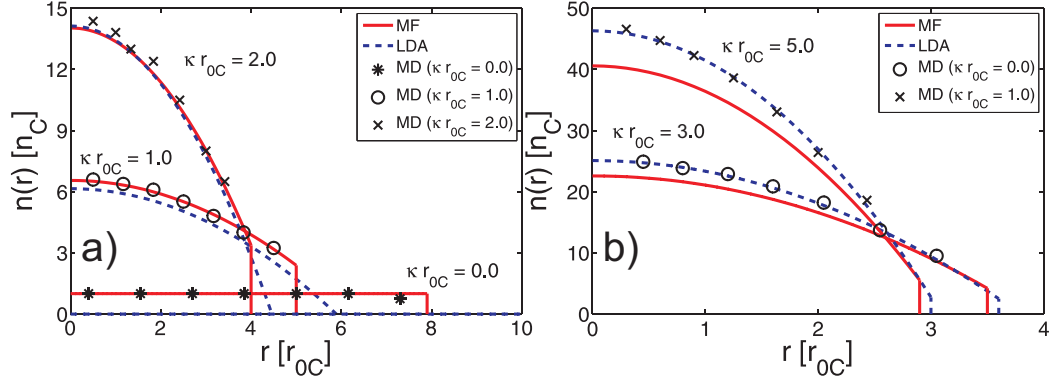 15
12
9
6
3
0
n(r) [n_C]
κ r_0C = 2.0
κ r_0C = 1.0
κ r_0C = 0.0
a)
MF
LDA
MD (κ r_0C = 0.0)
MD (κ r_0C = 1.0)
MD (κ r_0C = 2.0)
0 2 4 6 8 10
r [r_0C]
50
40
30
20
10
0
n(r) [n_C]
κ r_0C = 5.0
κ r_0C = 3.0
b)
MF
LDA
MD (κ r_0C = 0.0)
MD (κ r_0C = 1.0)
0 1 2 3 4
r [r_0C]